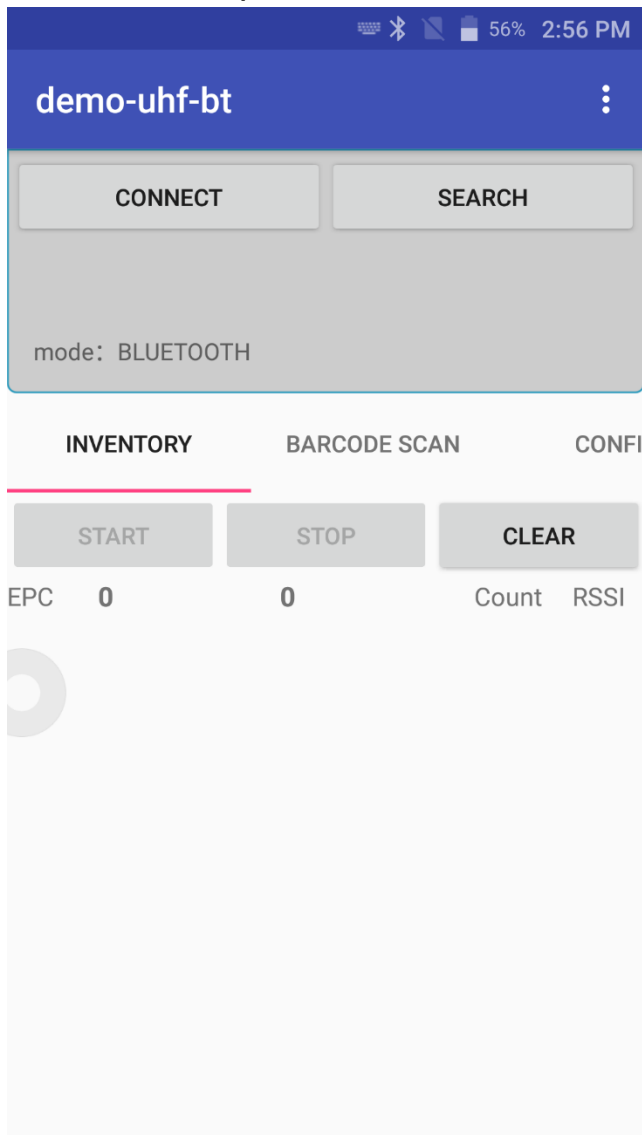 56% 2:56 PM
demo-uhf-bt
CONNECT SEARCH
mode: BLUETOOTH
INVENTORY BARCODE SCAN CONFI
START STOP CLEAR
EPC 0 0 Count RSSI